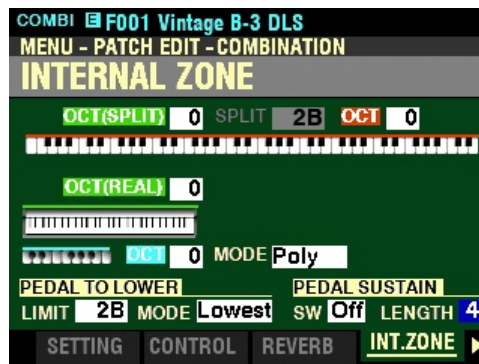 COMBI E F001 Vintage B-3 DLS
MENU - PATCH EDIT - COMBINATION
INTERNAL ZONE
OCT(SPLIT) 0 SPLIT 2B OCT 0
OCT(REAL) 0
OCT 0 MODE Poly
PEDAL TO LOWER PEDAL SUSTAIN
LIMIT 2B MODE Lowest SW Off LENGTH 4
SETTING CONTROL REVERB INT.ZONE